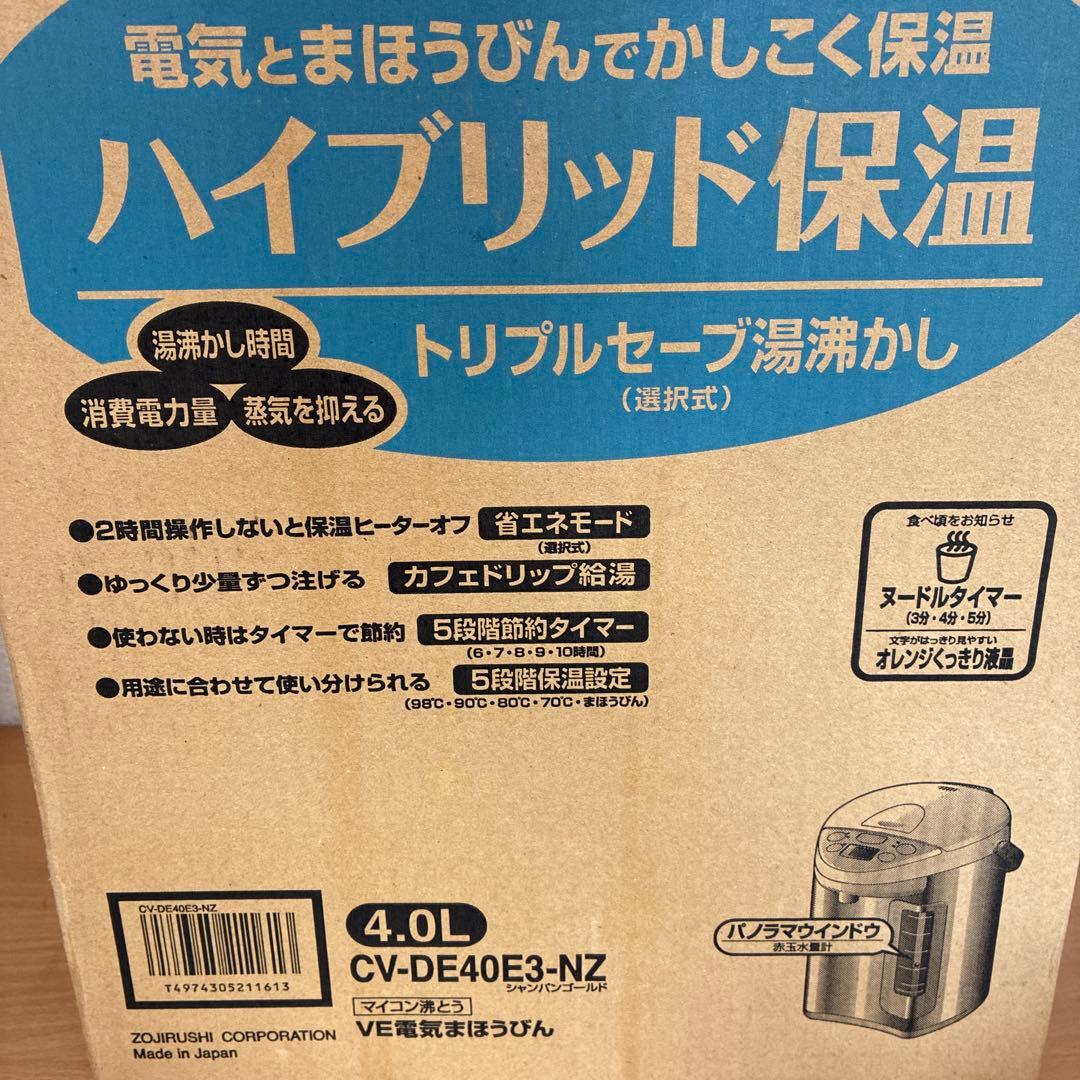 電気とまほうびんでかしこく保温
ハイブリッド保温
トリプルセーブ湯沸かし
(選択式)
湯沸かし時間
消費電力量
蒸気を抑える
●2時間操作しないと保温ヒーターオフ 省エネモード
(選択式)
●ゆっくり少量ずつ注げる カフェドリップ給湯
●使わない時はタイマーで節約 5段階節約タイマー
(6・7・8・9・10時間)
●用途に合わせて使い分けられる 5段階保温設定
(98℃・90℃・80℃・70℃・まほうびん)
食べ頃をお知らせ
ヌードルタイマー
(3分・4分・5分)
文字がはっきり見やすい
オレンジくっきり液晶
パノラマウインドウ
赤玉水量計
CV-DE40E3-NZ
T4974305211613
ZOJIRUSHI CORPORATION
Made in Japan
4.0L
CV-DE40E3-NZ
シャンパンゴールド
マイコン沸とう
VE電気まほうびん